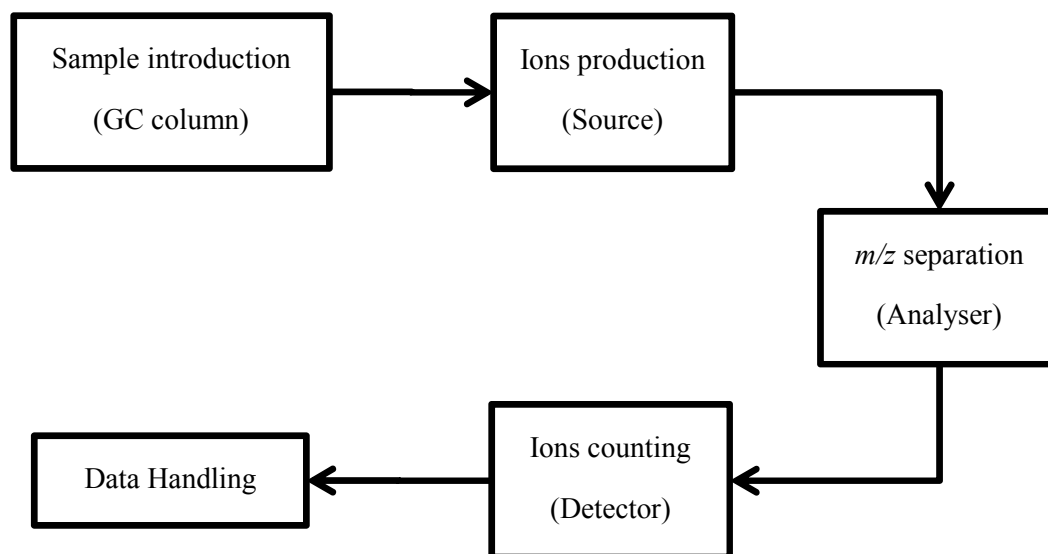 Sample introduction
(GC column)
Ions production
(Source)
m/z separation
(Analyser)
Ions counting
(Detector)
Data Handling